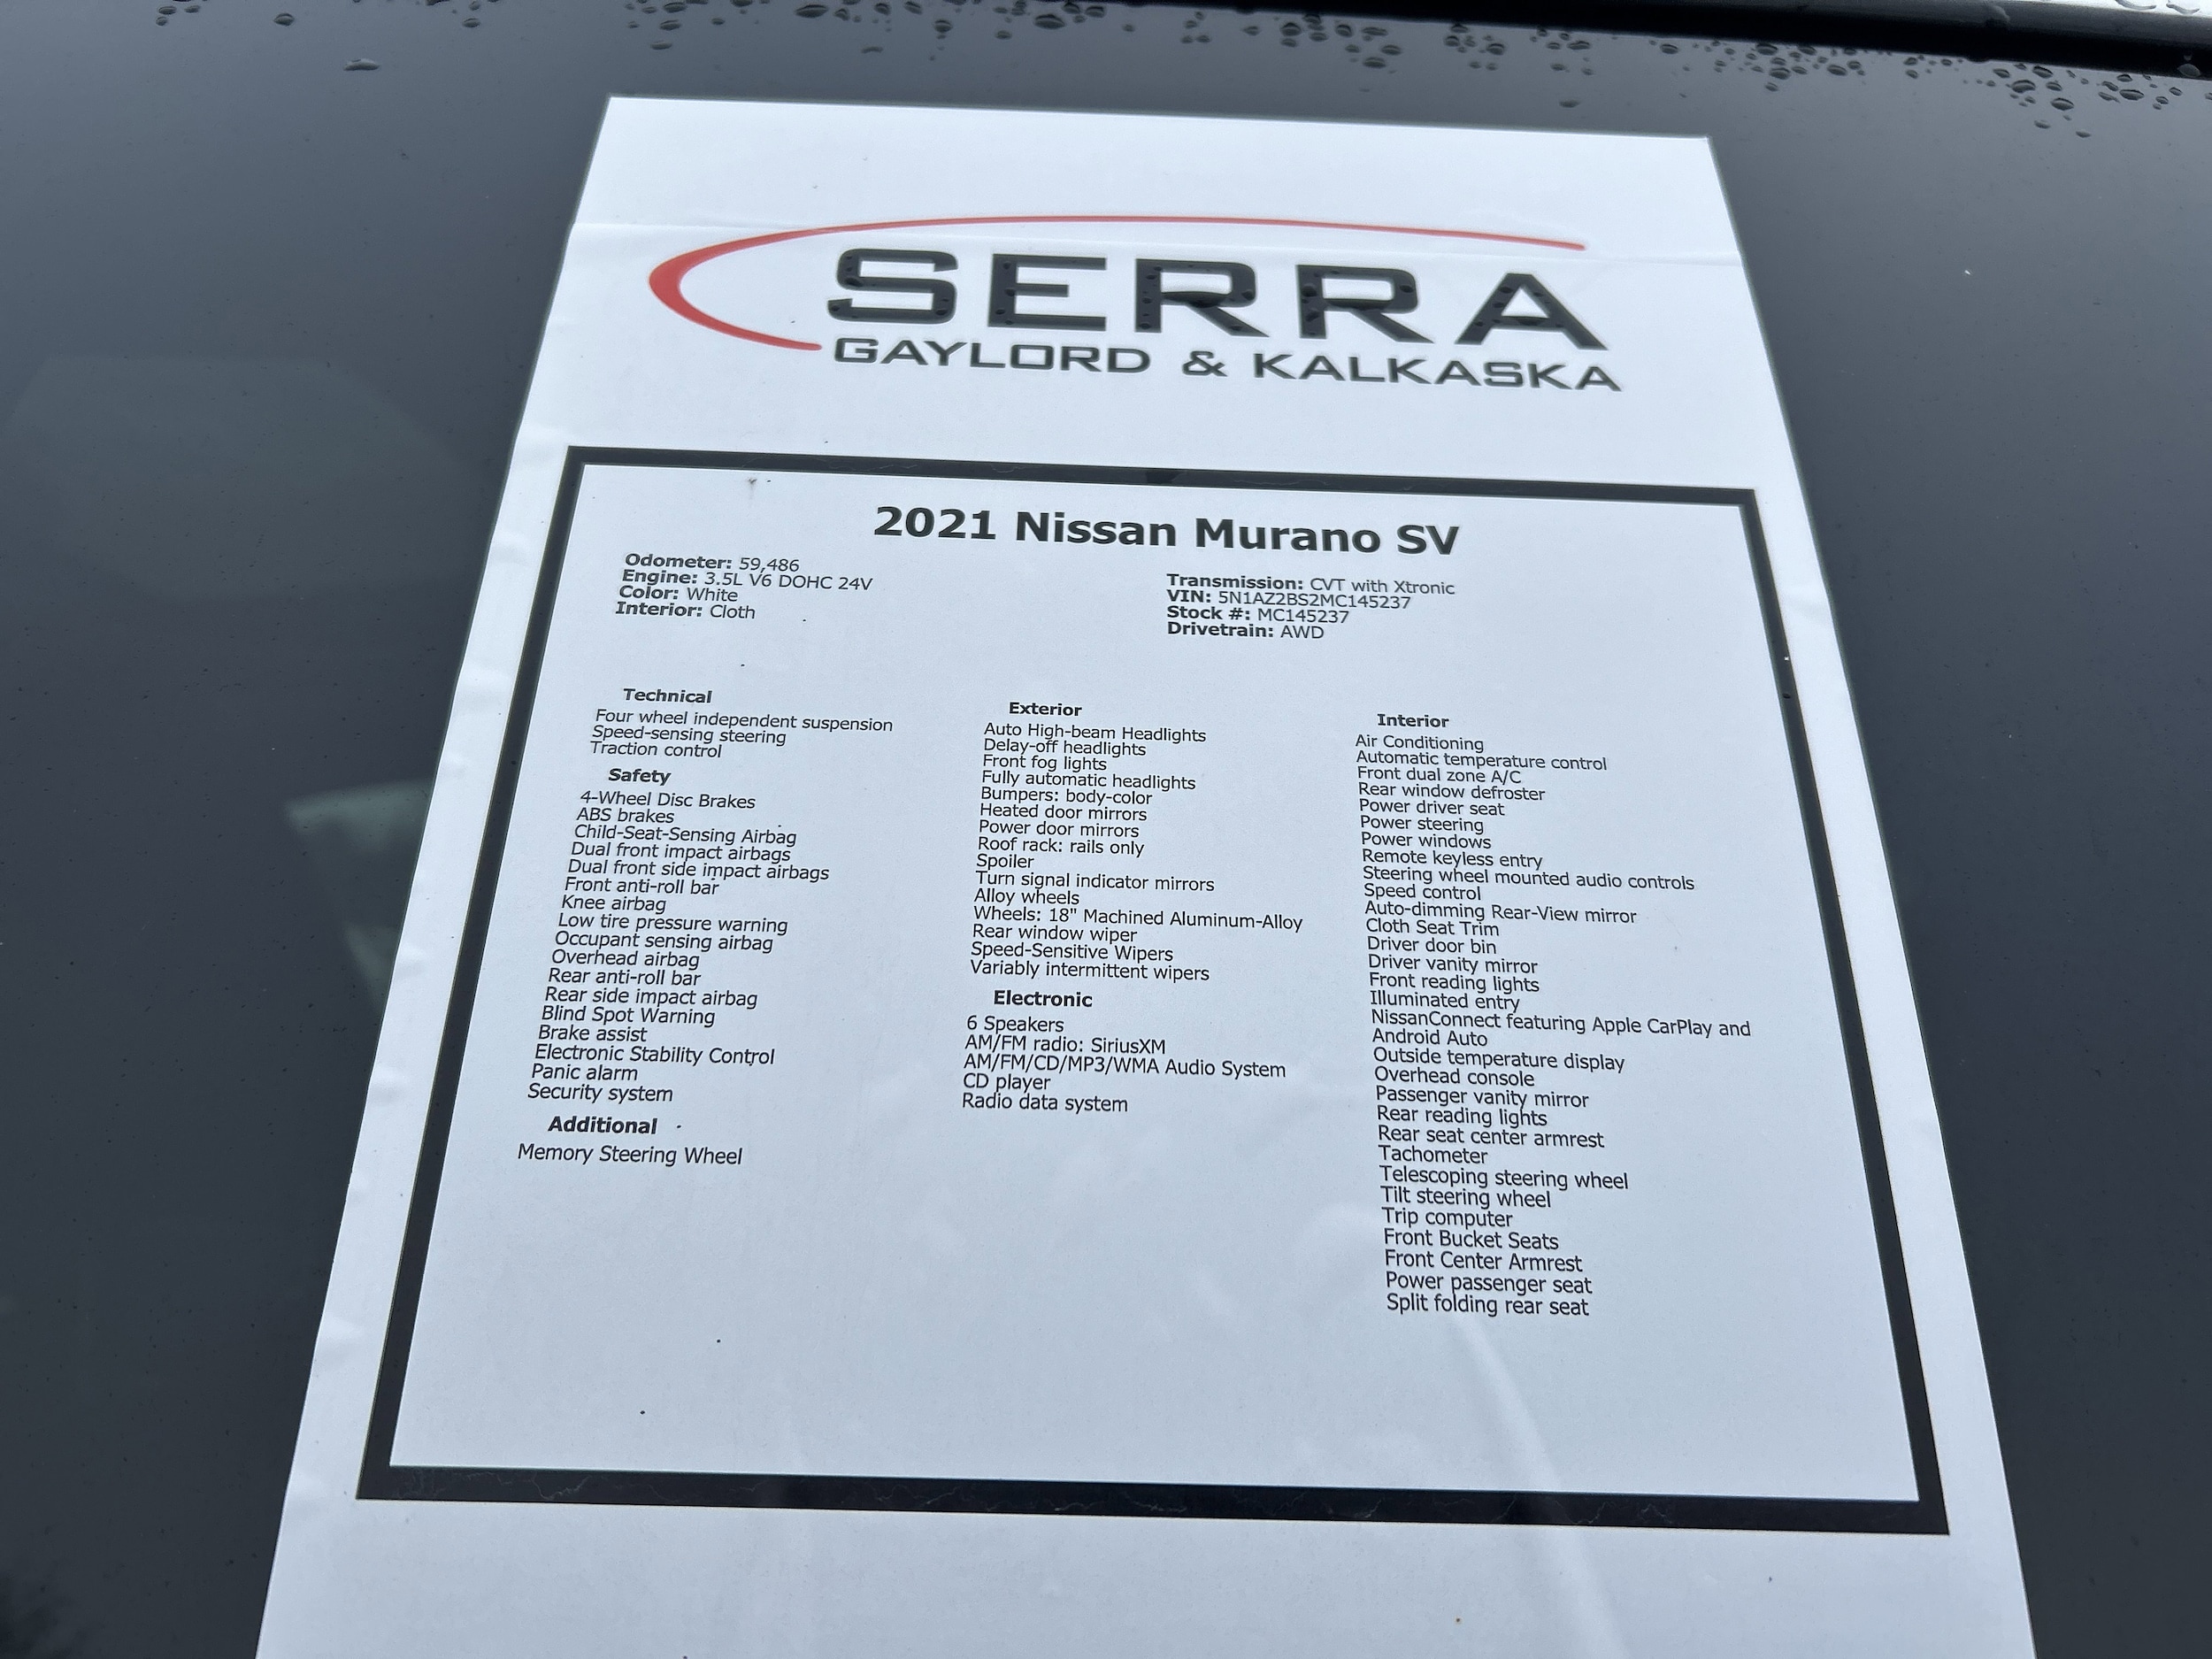 SERRA
GAYLORD & KALKASKA
2021 Nissan Murano SV
Odometer: 59,486
Engine: 3.5L V6 DOHC 24V
Color: White
Interior: Cloth
Transmission: CVT with Xtronic
VIN: 5N1AZ2BS2MC145237
Stock #: MC145237
Drivetrain: AWD
Technical
Four wheel independent suspension
Speed-sensing steering
Traction control
Safety
4-Wheel Disc Brakes
ABS brakes
Child-Seat-Sensing Airbag
Dual front impact airbags
Dual front side impact airbags
Front anti-roll bar
Knee airbag
Low tire pressure warning
Occupant sensing airbag
Overhead airbag
Rear anti-roll bar
Rear side impact airbag
Blind Spot Warning
Brake assist
Electronic Stability Control
Panic alarm
Security system
Additional
Memory Steering Wheel
Exterior
Auto High-beam Headlights
Delay-off headlights
Front fog lights
Fully automatic headlights
Bumpers: body-color
Heated door mirrors
Power door mirrors
Roof rack: rails only
Spoiler
Turn signal indicator mirrors
Alloy wheels
Wheels: 18" Machined Aluminum-Alloy
Rear window wiper
Speed-Sensitive Wipers
Variably intermittent wipers
Electronic
6 Speakers
AM/FM radio: SiriusXM
AM/FM/CD/MP3/WMA Audio System
CD player
Radio data system
Interior
Air Conditioning
Automatic temperature control
Front dual zone A/C
Rear window defroster
Power driver seat
Power steering
Power windows
Remote keyless entry
Steering wheel mounted audio controls
Speed control
Auto-dimming Rear-View mirror
Cloth Seat Trim
Driver door bin
Driver vanity mirror
Front reading lights
Illuminated entry
NissanConnect featuring Apple CarPlay and
Android Auto
Outside temperature display
Overhead console
Passenger vanity mirror
Rear reading lights
Rear seat center armrest
Tachometer
Telescoping steering wheel
Tilt steering wheel
Trip computer
Front Bucket Seats
Front Center Armrest
Power passenger seat
Split folding rear seat